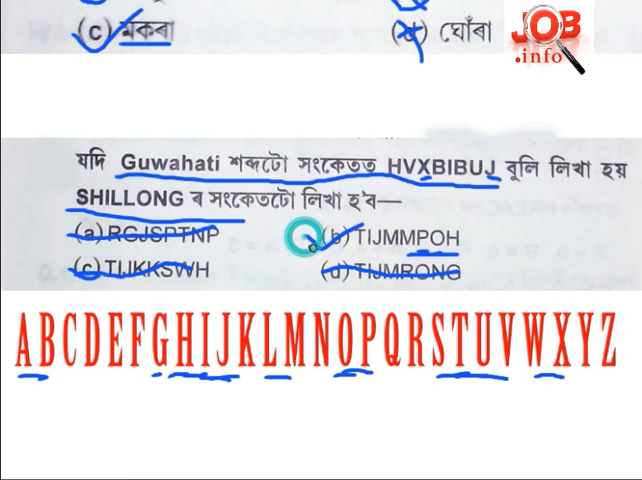 (c) মকৰা
(d) ঘোঁৰা
JOB
.info
যদি Guwahati শব্দটো সংকেতত HVXBIBUJ বুলি লিখা হয়
SHILLONG ৰ সংকেতটো লিখা হ'ব—
(a) RGJSPTNP
(b) TIJMMPOH
(c) TIJKKSWH
(d) TIJMRONG
ABCDEFGHIJKLMNOPQRSTUVWXYZ